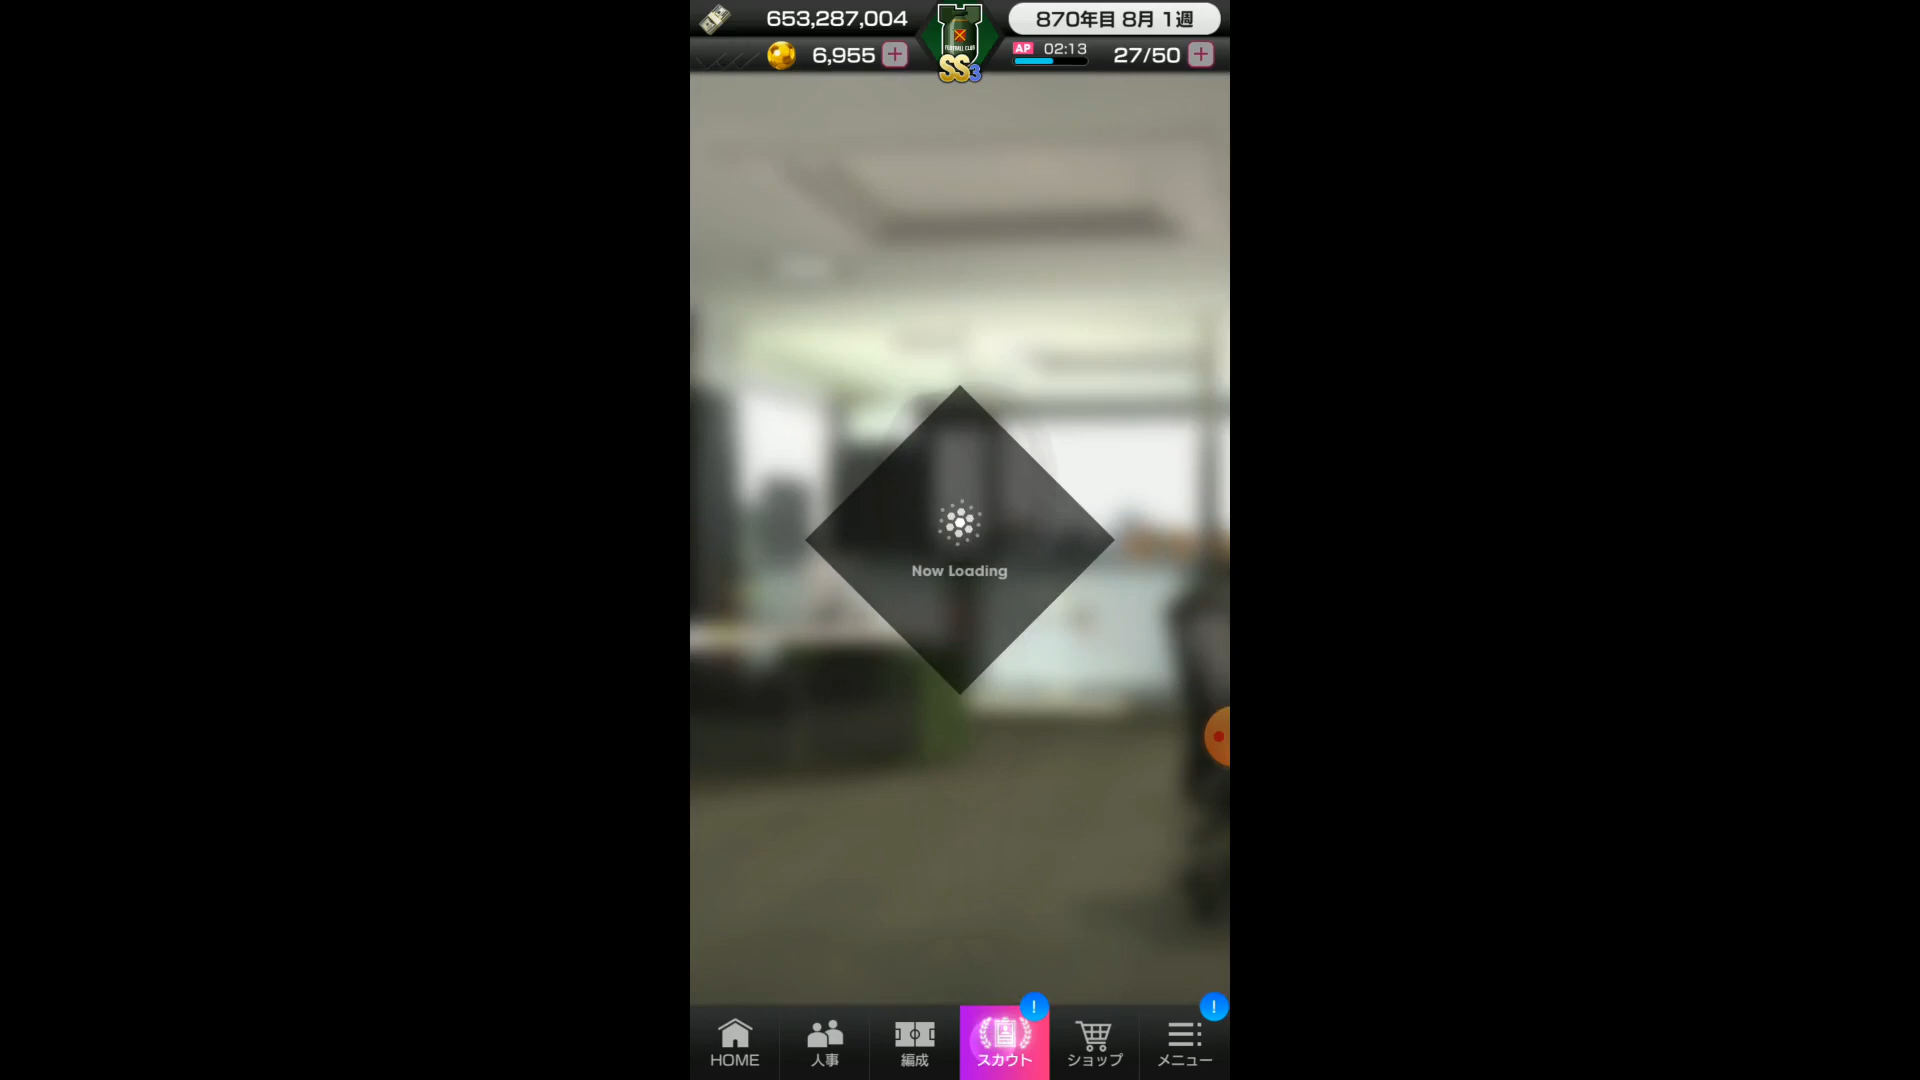 653,287,004
870年目 8月 1週
6,955
FOOTBALL CLUB
SS3
AP 02:13
27/50
Now Loading
HOME
人事
編成
スカウト
ショップ
メニュー